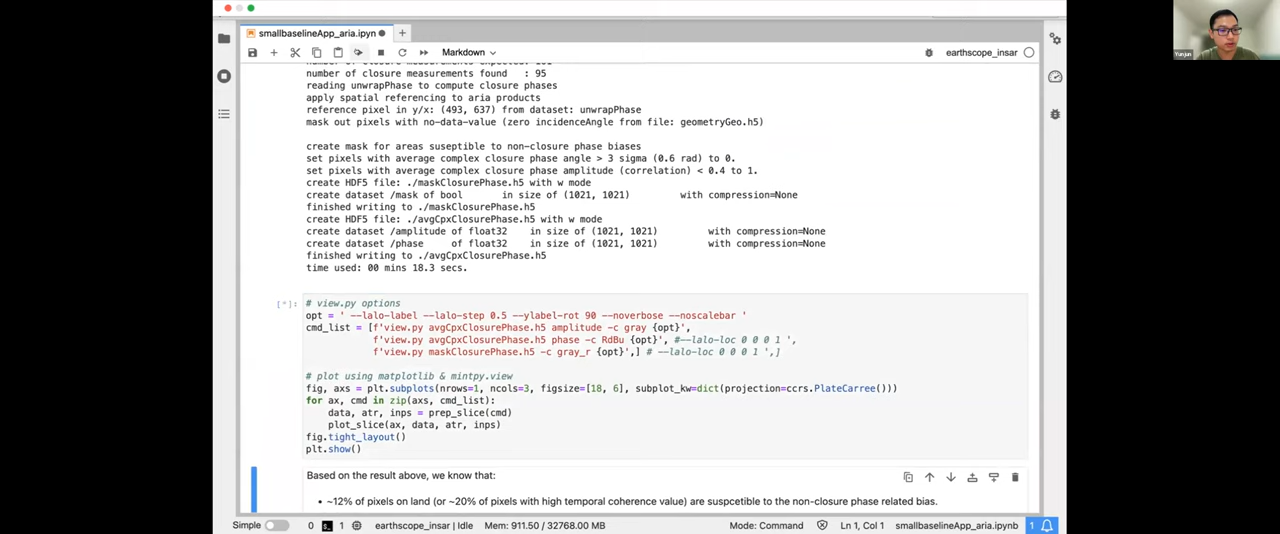 smallbaselineApp_aria.ipyn
Markdown
earthscope_insar
number of closure measurements found   : 95
reading unwrapPhase to compute closure phases
apply spatial referencing to aria products
reference pixel in y/x: (493, 637) from dataset: unwrapPhase
mask out pixels with no-data-value (zero incidenceAngle from file: geometryGeo.h5)
create mask for areas suseptible to non-closure phase biases
set pixels with average complex closure phase angle > 3 sigma (0.6 rad) to 0.
set pixels with average complex closure phase amplitude (correlation) < 0.4 to 1.
create HDF5 file: ./maskClosurePhase.h5 with w mode
create dataset /mask of bool       in size of (1021, 1021)         with compression=None
finished writing to ./maskClosurePhase.h5
create HDF5 file: ./avgCpxClosurePhase.h5 with w mode
create dataset /amplitude of float32    in size of (1021, 1021)         with compression=None
create dataset /phase     of float32    in size of (1021, 1021)         with compression=None
finished writing to ./avgCpxClosurePhase.h5
time used: 00 mins 18.3 secs.
[*]:
# view.py options
opt = ' --lalo-label --lalo-step 0.5 --ylabel-rot 90 --noverbose --noscalebar '
cmd_list = [f'view.py avgCpxClosurePhase.h5 amplitude -c gray {opt}',
f'view.py avgCpxClosurePhase.h5 phase -c RdBu {opt}', #--lalo-loc 0 0 0 1 ',
f'view.py maskClosurePhase.h5 -c gray_r {opt}',] # --lalo-loc 0 0 0 1 ',]
# plot using matplotlib & mintpy.view
fig, axs = plt.subplots(nrows=1, ncols=3, figsize=[18, 6], subplot_kw=dict(projection=ccrs.PlateCarree()))
for ax, cmd in zip(axs, cmd_list):
data, atr, inps = prep_slice(cmd)
plot_slice(ax, data, atr, inps)
fig.tight_layout()
plt.show()
Based on the result above, we know that:
• ~12% of pixels on land (or ~20% of pixels with high temporal coherence value) are suspcetible to the non-closure phase related bias.
Simple 0 1 earthscope_insar | Idle Mem: 911.50 / 32768.00 MB Mode: Command Ln 1, Col 1 smallbaselineApp_aria.ipynb 1
Yunjun